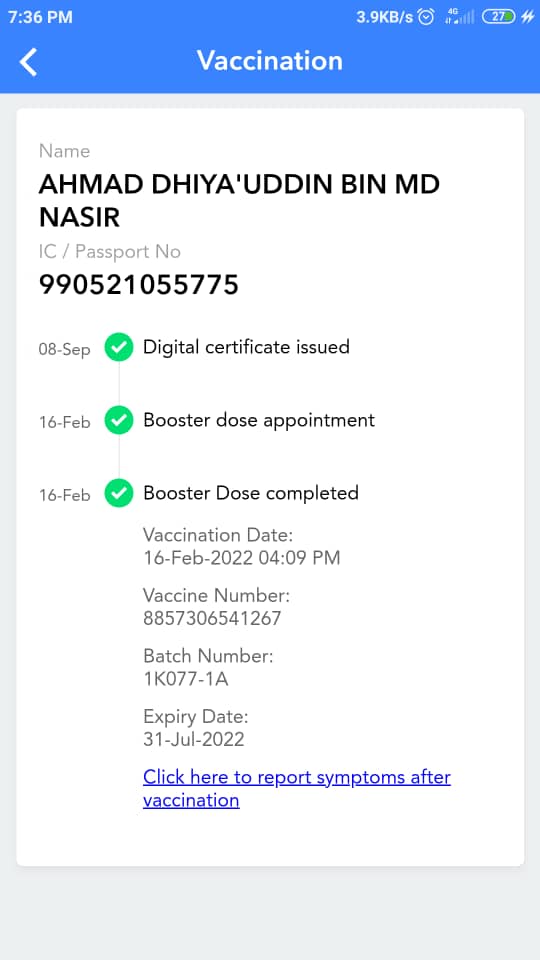 7:36 PM 3.9KB/s 4G 27
Vaccination
Name
AHMAD DHIYA'UDDIN BIN MD
NASIR
IC / Passport No
990521055775
08-Sep Digital certificate issued
16-Feb Booster dose appointment
16-Feb Booster Dose completed
Vaccination Date:
16-Feb-2022 04:09 PM
Vaccine Number:
8857306541267
Batch Number:
1K077-1A
Expiry Date:
31-Jul-2022
Click here to report symptoms after
vaccination